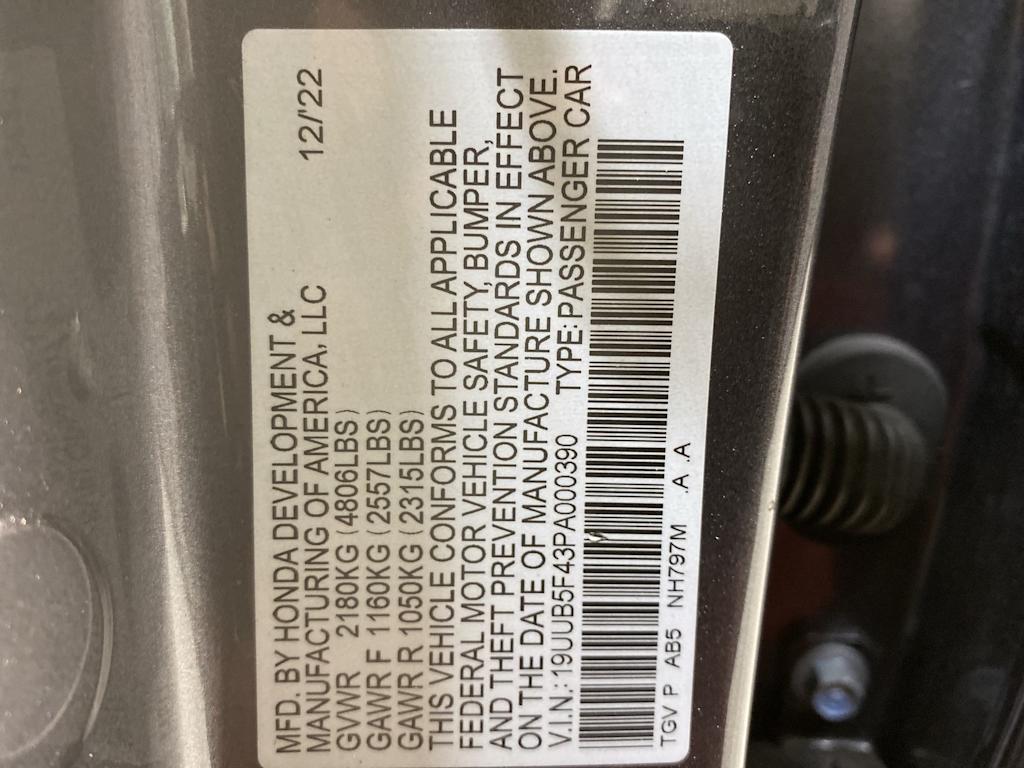 MFD. BY HONDA DEVELOPMENT &
MANUFACTURING OF AMERICA, LLC 12/'22
GVWR 2180KG (4806LBS)
GAWR F 1160KG (2557LBS)
GAWR R 1050KG (2315LBS)
THIS VEHICLE CONFORMS TO ALL APPLICABLE
FEDERAL MOTOR VEHICLE SAFETY, BUMPER,
AND THEFT PREVENTION STANDARDS IN EFFECT
ON THE DATE OF MANUFACTURE SHOWN ABOVE.
V.I.N.: 19UUB5F43PA000390 TYPE: PASSENGER CAR
TGV P AB5 NH797M .A .A